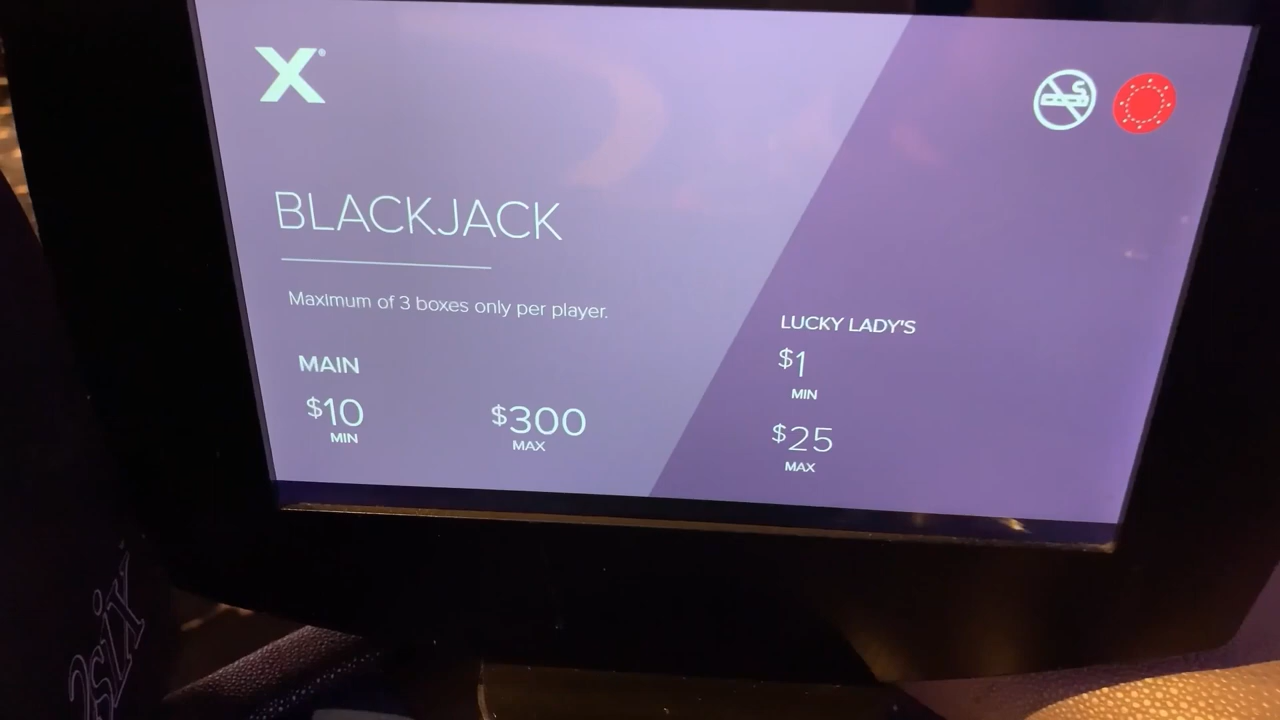 X®
BLACKJACK
Maximum of 3 boxes only per player.
MAIN
$10
MIN
$300
MAX
LUCKY LADY'S
$1
MIN
$25
MAX